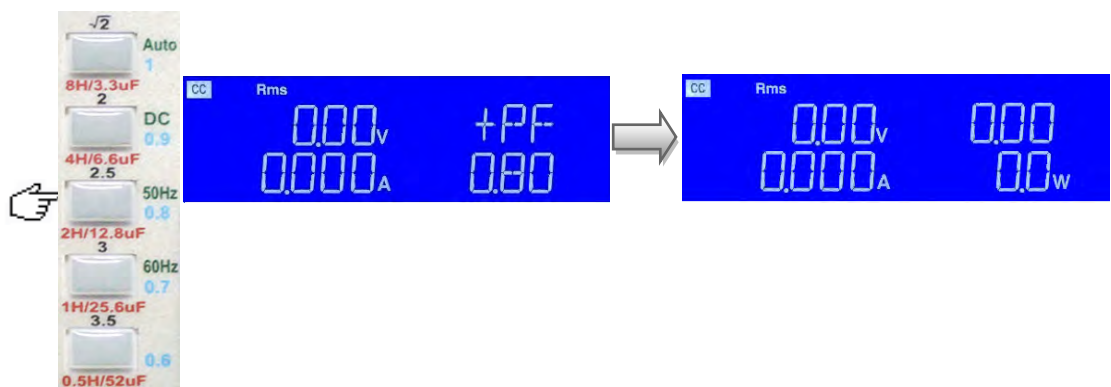 √2
Auto
1
8H/3.3uF
2
DC
0.9
4H/6.6uF
2.5
50Hz
0.8
2H/12.8uF
3
60Hz
0.7
1H/25.6uF
3.5
0.6
0.5H/52uF
CC Rms
0.00V +PF
0.000A 0.80
CC Rms
0.00V 0.00
0.000A 0.0W